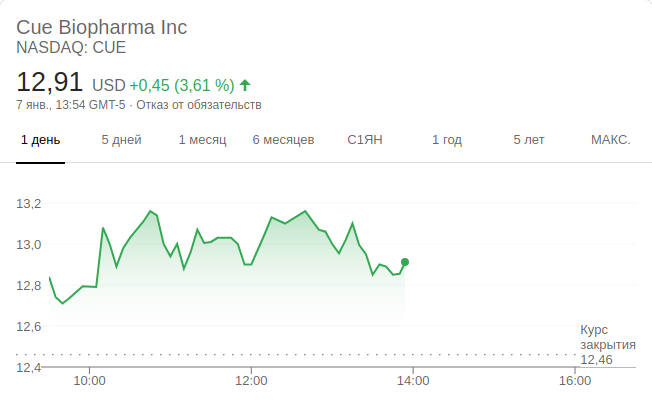 Cue Biopharma Inc
NASDAQ: CUE
12,91 USD +0,45 (3,61 %)
7 янв., 13:54 GMT-5 · Отказ от обязательств
1 день 5 дней 1 месяц 6 месяцев С1ЯН 1 год 5 лет МАКС.
13,2
13,0
12,8
12,6
Курс
закрытия
12,46
12,4
10:00 12:00 14:00 16:00